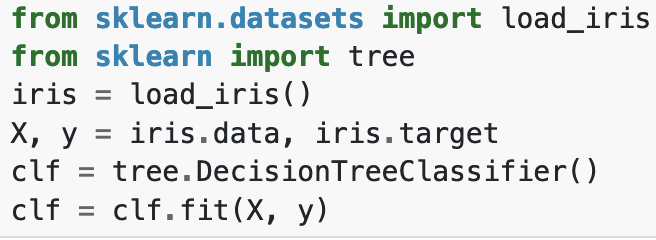 from sklearn.datasets import load_iris
from sklearn import tree
iris = load_iris()
X, y = iris.data, iris.target
clf = tree.DecisionTreeClassifier()
clf = clf.fit(X, y)